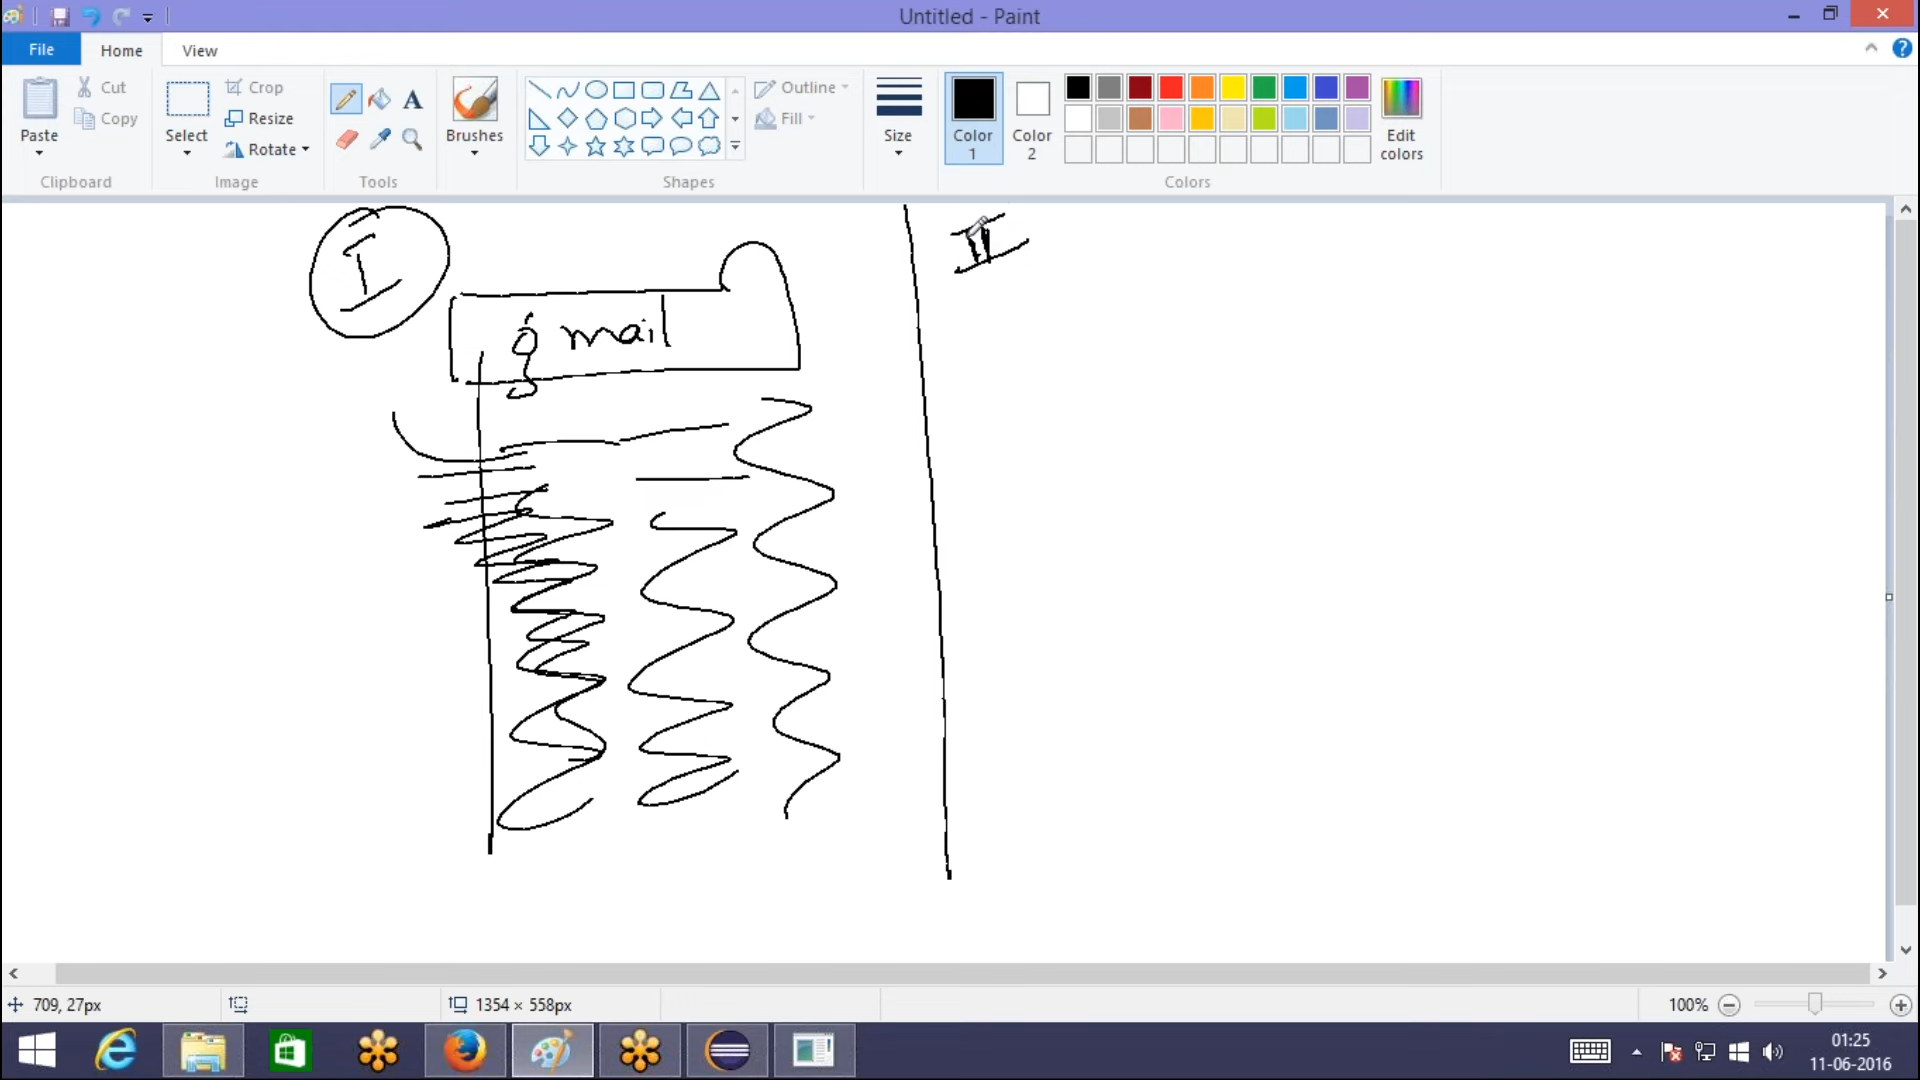 Untitled - Paint
File
Home
View
Paste
Cut
Copy
Clipboard
Select
Crop
Resize
Rotate
Image
A
Tools
Brushes
Outline
Fill
Shapes
Size
Color 1
Color 2
Edit colors
Colors
I
gmail
II
709, 27px
1354 × 558px
100%
01:25
11-06-2016